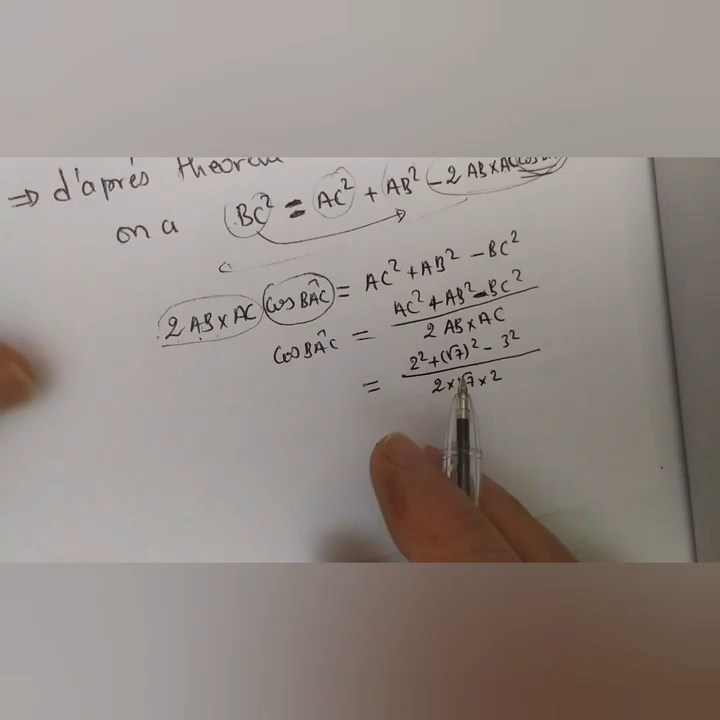 ⇒ d'après theorem
on a BC² = AC² + AB² - 2 AB×AC cos
2 AB × AC cos BÂC = AC² + AB² - BC²
cos BÂC = (AC² + AB² - BC²) / (2 AB × AC)
= (2² + (√7)² - 3²) / (2 × √7 × 2)